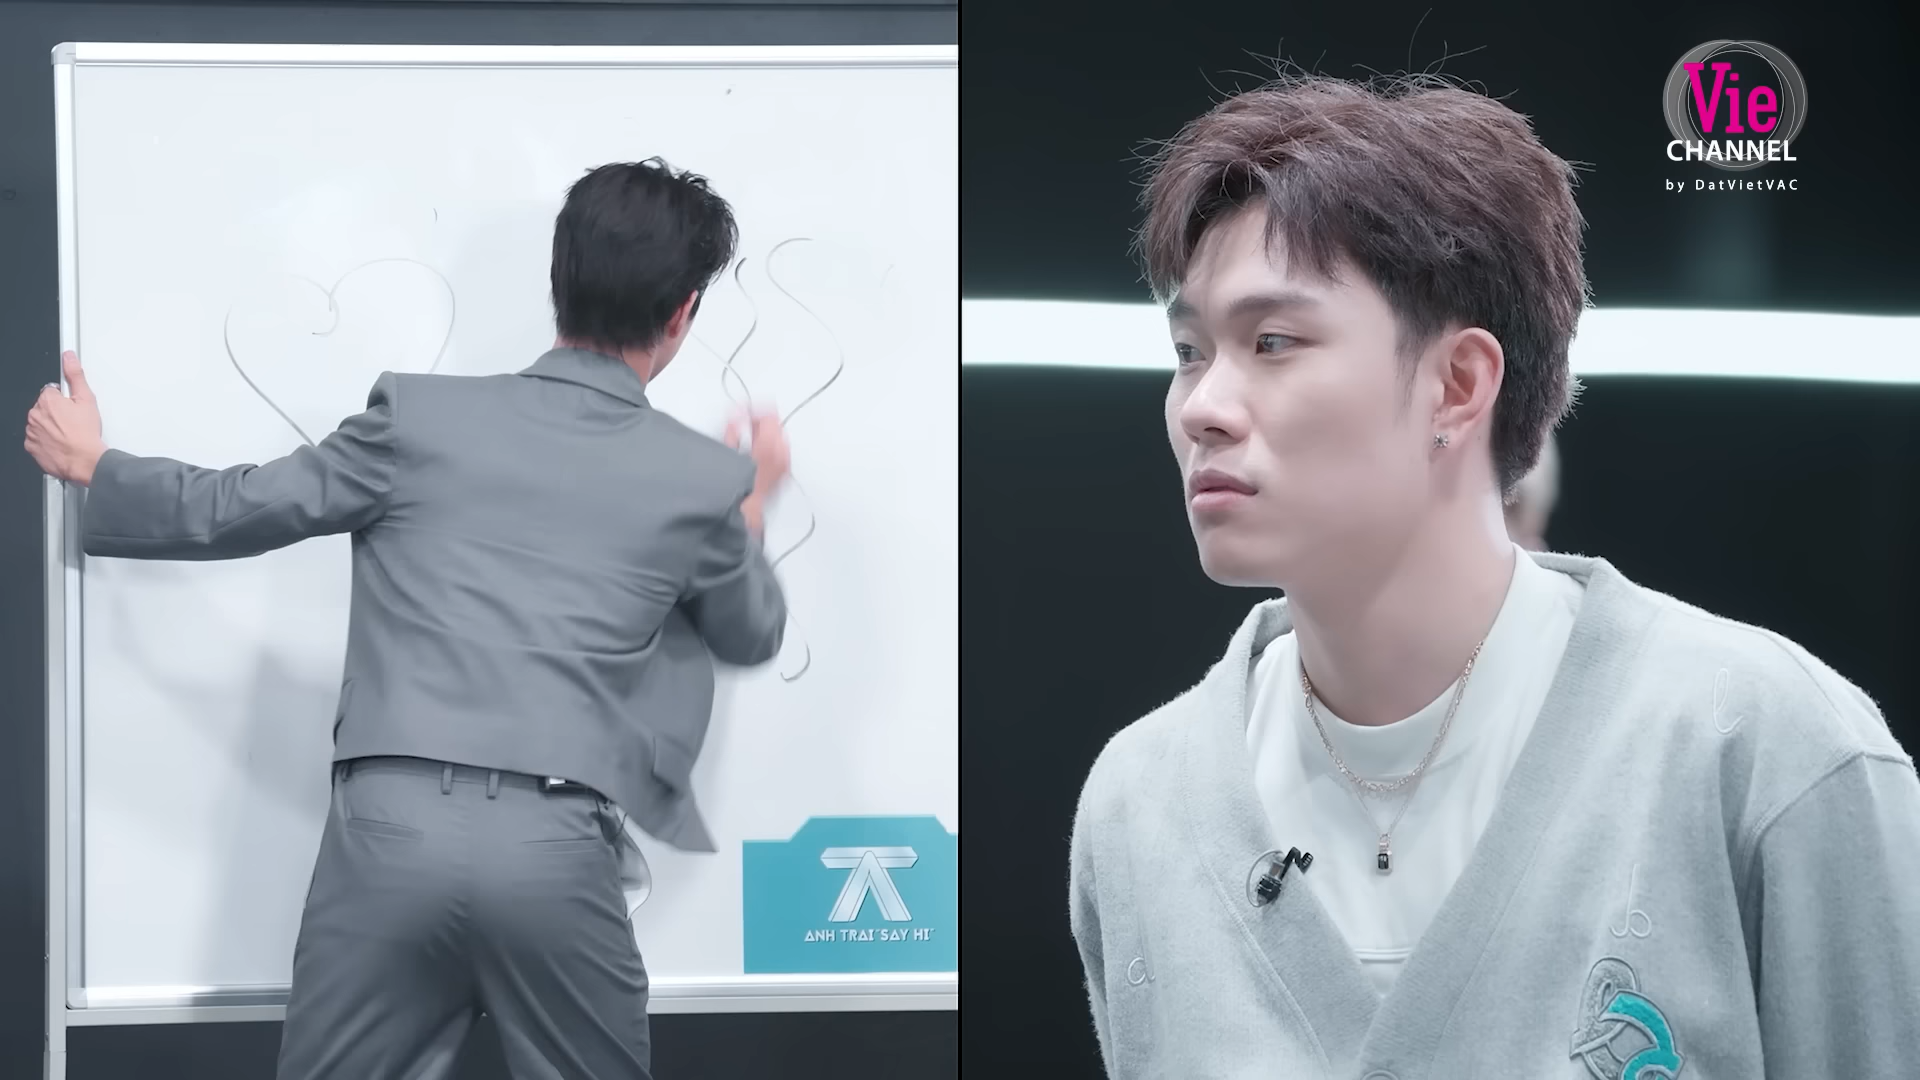 Vie
CHANNEL
by DatVietVAC
ANH TRAI "SAY HI"
l
b
d